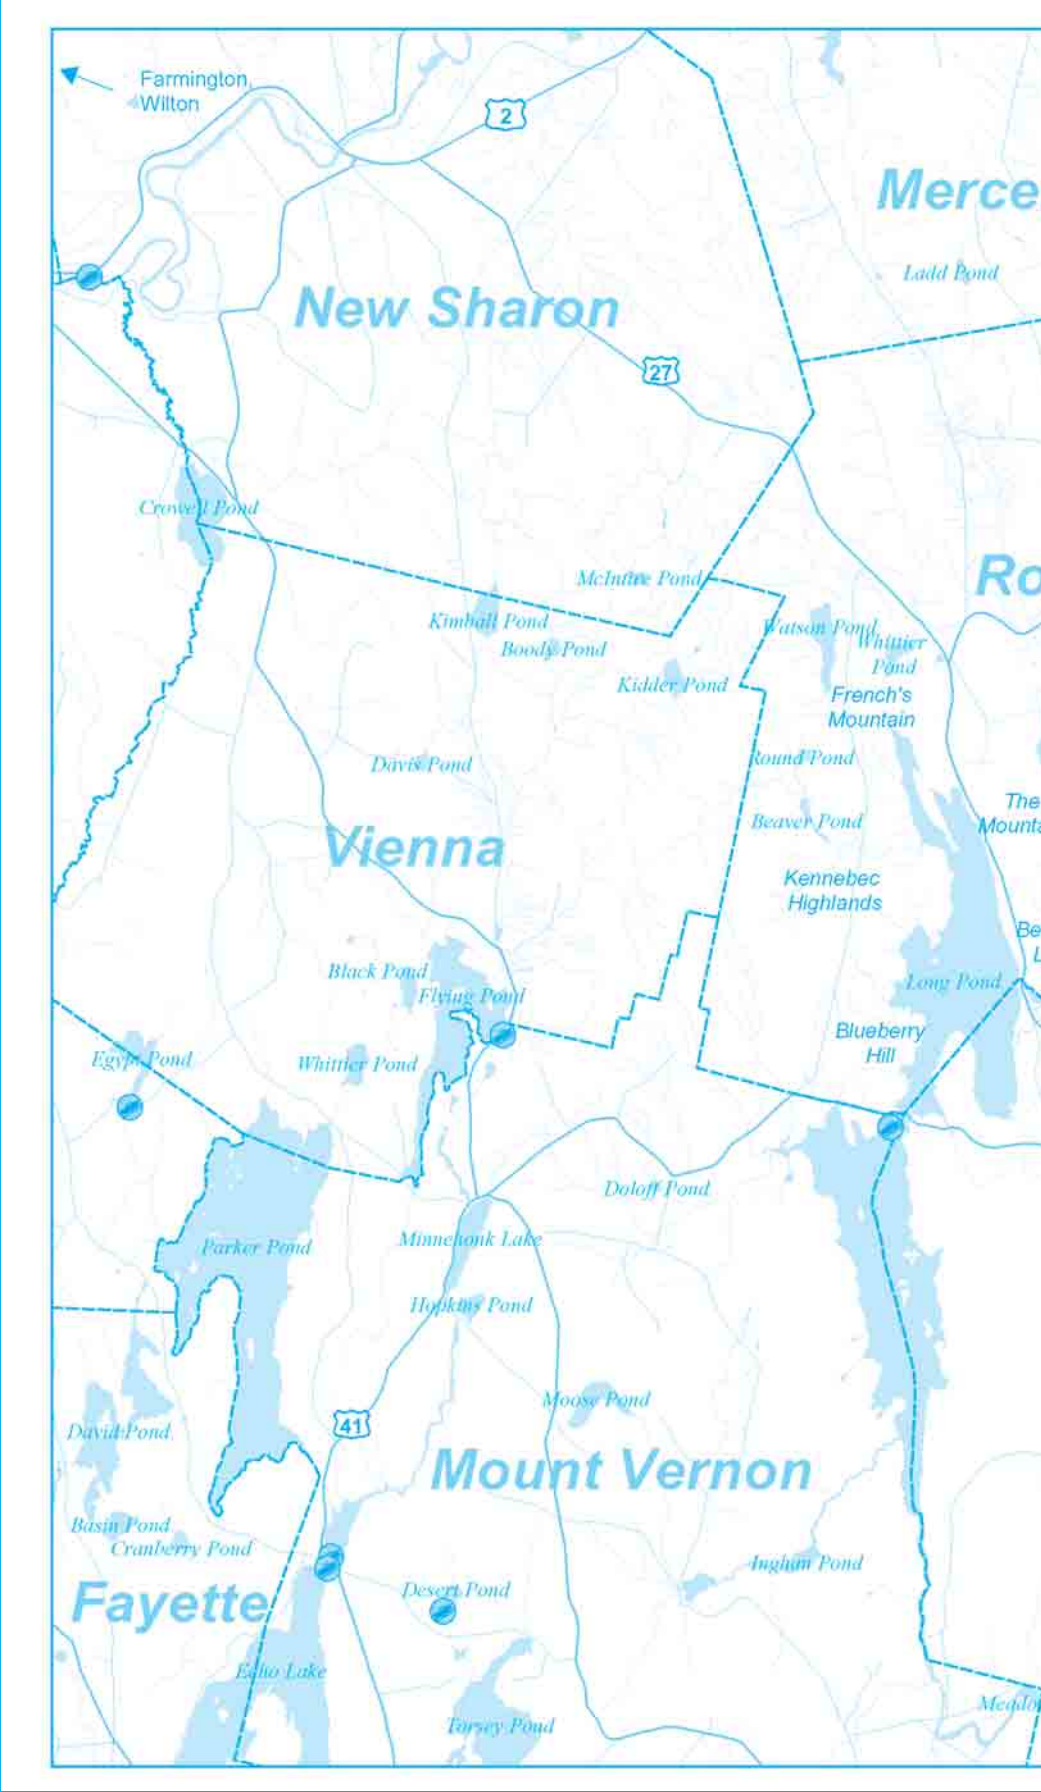 Farmington,
Wilton
2
Merce
Ladd Pond
New Sharon
27
Crowell Pond
McIntire Pond
Ro
Kimball Pond
Watson Pond
Boody Pond
Whittier
Pond
Kidder Pond
French's
Mountain
Davis Pond
Round Pond
The
Mounta
Beaver Pond
Vienna
Kennebec
Highlands
Be
L
Black Pond
Flying Pond
Long Pond
Blueberry
Hill
Egypt Pond
Whittier Pond
Doloff Pond
Parker Pond
Minnehonk Lake
Hopkins Pond
Moose Pond
41
David Pond
Mount Vernon
Basin Pond
Cranberry Pond
Ingham Pond
Fayette
Desert Pond
Echo Lake
Meado
Torsey Pond